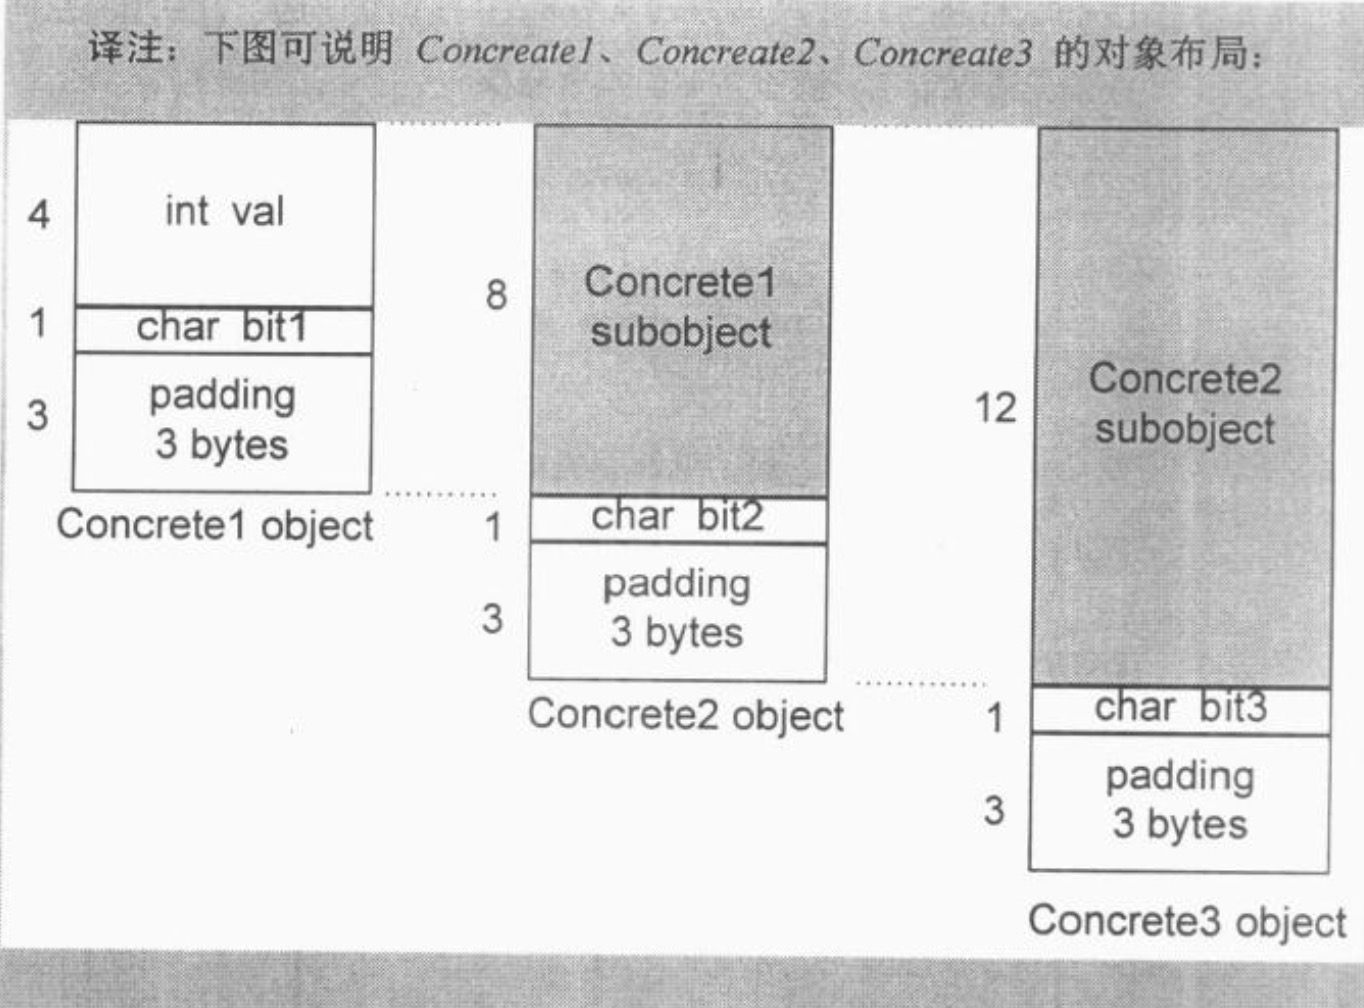 译注：下图可说明 Concreate1、Concreate2、Concreate3 的对象布局：
4
int val
1
char bit1
3
padding
3 bytes
Concrete1 object
8
Concrete1
subobject
1
char bit2
3
padding
3 bytes
Concrete2 object
12
Concrete2
subobject
1
char bit3
3
padding
3 bytes
Concrete3 object